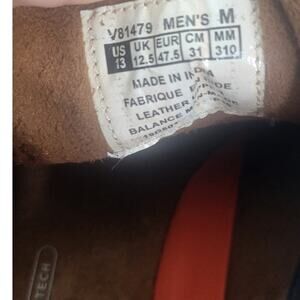 V81479 MEN'S M
US UK EUR CM MM
13 12.5 47.5 31 310
MADE IN INDIA
FABRIQUE
LEATHER
BALANCE
TECH